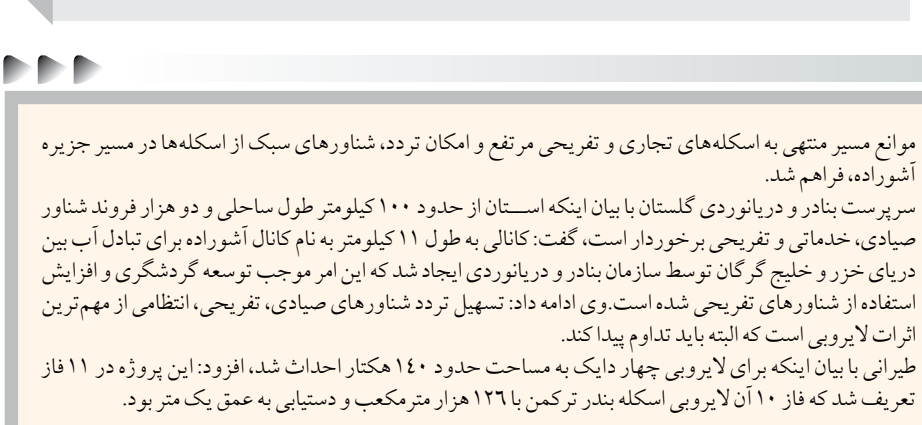 موانع مسیر منتهی به اسکله‌های تجاری و تفریحی مرتفع و امکان تردد، شناورهای سبک از اسکله‌ها در مسیر جزیره
آشوراده، فراهم شد.
سرپرست بنادر و دریانوردی گلستان با بیان اینکه استان از حدود ۱۰۰ کیلومتر طول ساحلی و دو هزار فروند شناور
صیادی، خدماتی و تفریحی برخوردار است، گفت: کانالی به طول ۱۱ کیلومتر به نام کانال آشوراده برای تبادل آب بین
دریای خزر و خلیج گرگان توسط سازمان بنادر و دریانوردی ایجاد شد که این امر موجب توسعه گردشگری و افزایش
استفاده از شناورهای تفریحی شده است.وی ادامه داد: تسهیل تردد شناورهای صیادی، تفریحی، انتظامی از مهم‌ترین
اثرات لایروبی است که البته باید تداوم پیدا کند.
طیرانی با بیان اینکه برای لایروبی چهار دایک به مساحت حدود ۱٤۰ هکتار احداث شد، افزود: این پروژه در ۱۱ فاز
تعریف شد که فاز ۱۰ آن لایروبی اسکله بندر ترکمن با ۱۲٦ هزار مترمکعب و دستیابی به عمق یک متر بود.